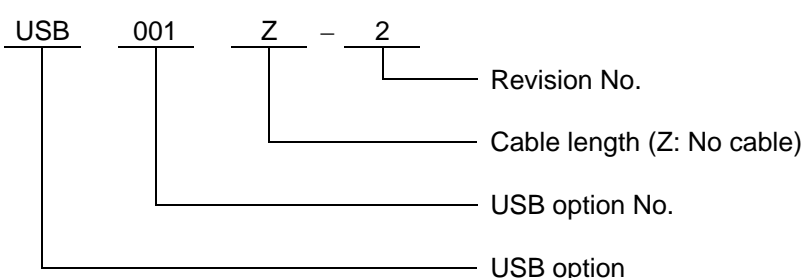 USB 001 Z – 2
Revision No.
Cable length (Z: No cable)
USB option No.
USB option